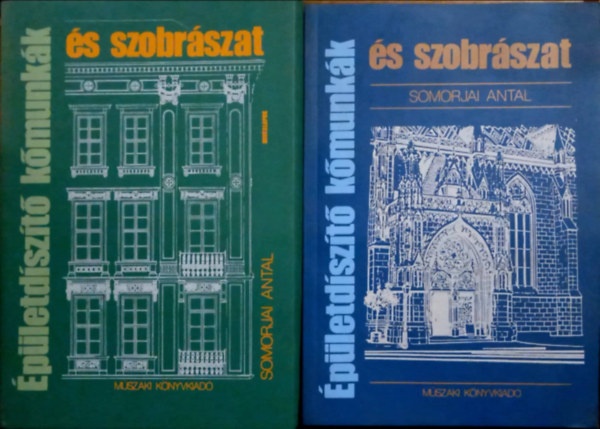 Épületdíszítő kőmunkák
és szobrászat
SOMORJAI ANTAL
MŰSZAKI KÖNYVKIADÓ
Épületdíszítő kőmunkák
és szobrászat
SOMORJAI ANTAL
MŰSZAKI KÖNYVKIADÓ